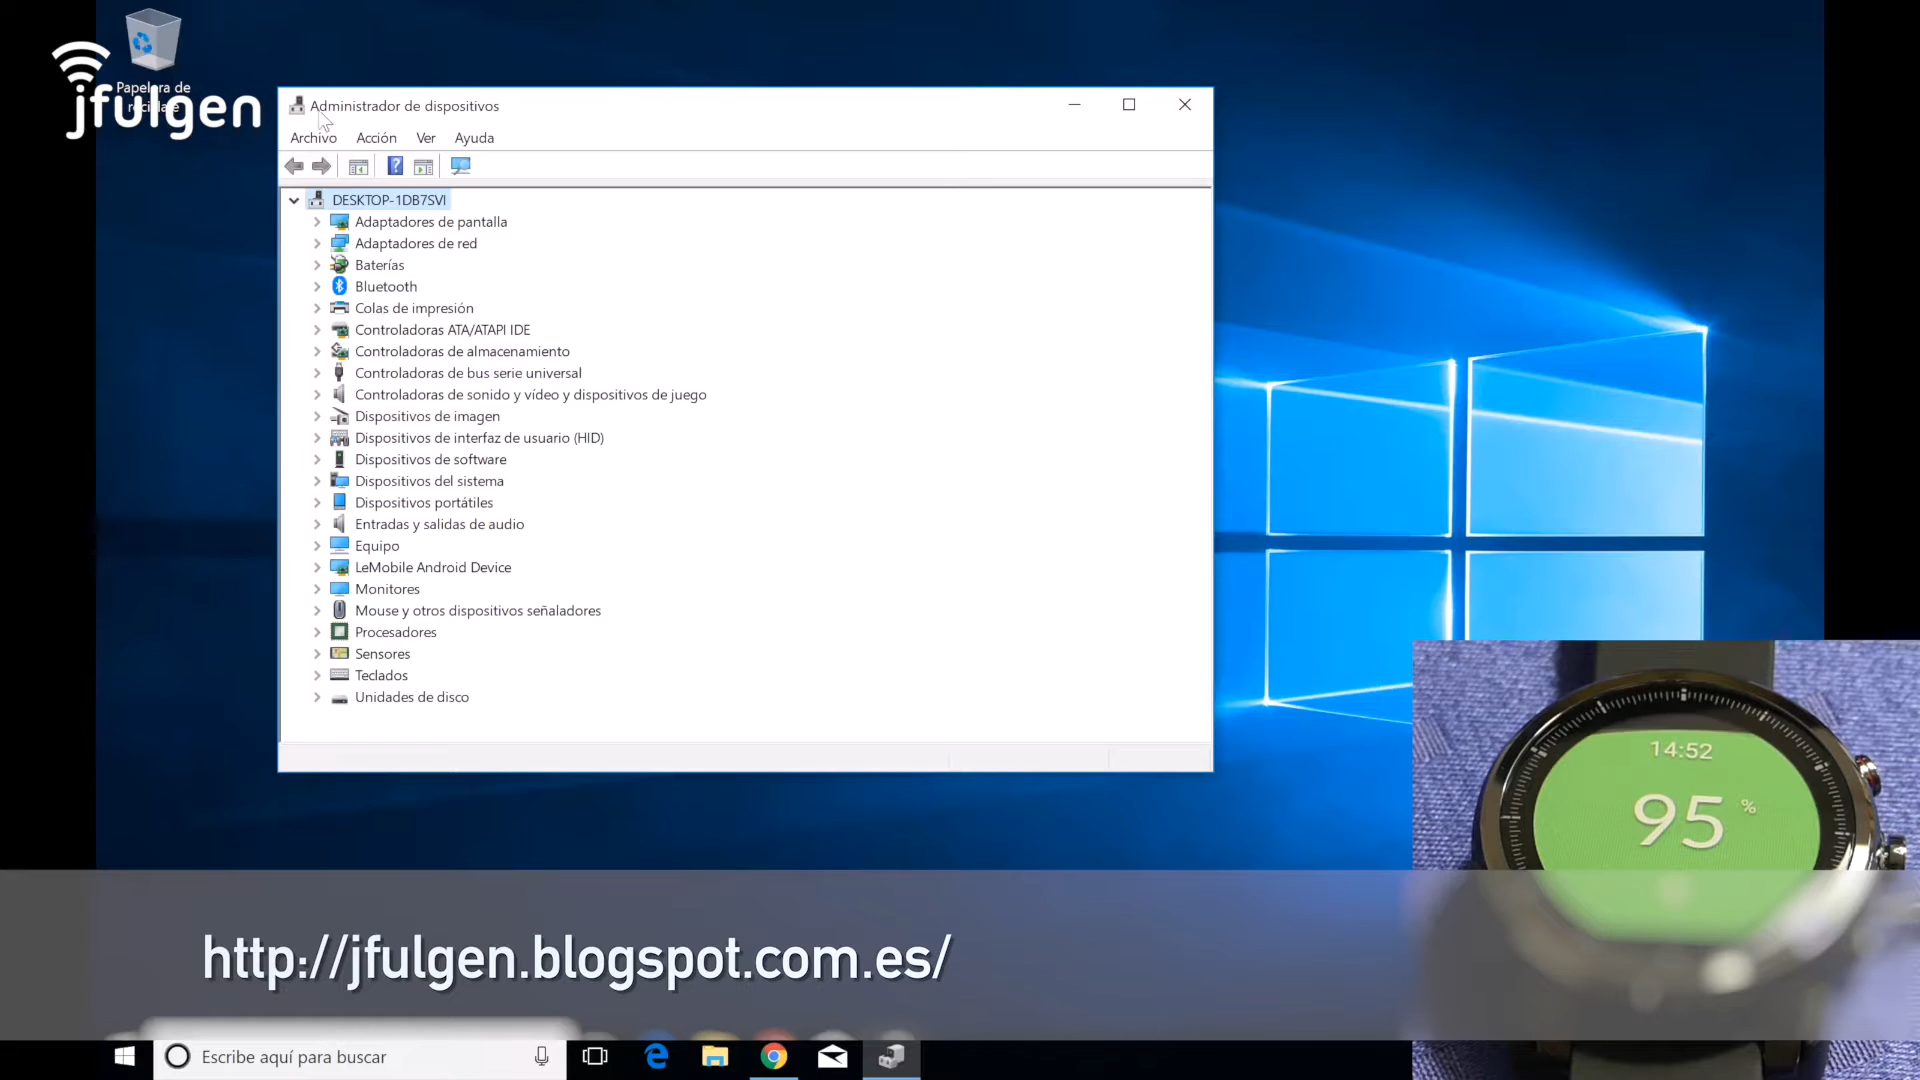 Papelera de
reciclaje
jfulgen
Administrador de dispositivos
Archivo Acción Ver Ayuda
DESKTOP-1DB7SVI
Adaptadores de pantalla
Adaptadores de red
Baterías
Bluetooth
Colas de impresión
Controladoras ATA/ATAPI IDE
Controladoras de almacenamiento
Controladoras de bus serie universal
Controladoras de sonido y vídeo y dispositivos de juego
Dispositivos de imagen
Dispositivos de interfaz de usuario (HID)
Dispositivos de software
Dispositivos del sistema
Dispositivos portátiles
Entradas y salidas de audio
Equipo
LeMobile Android Device
Monitores
Mouse y otros dispositivos señaladores
Procesadores
Sensores
Teclados
Unidades de disco
14:52
95 %
http://jfulgen.blogspot.com.es/
Escribe aquí para buscar